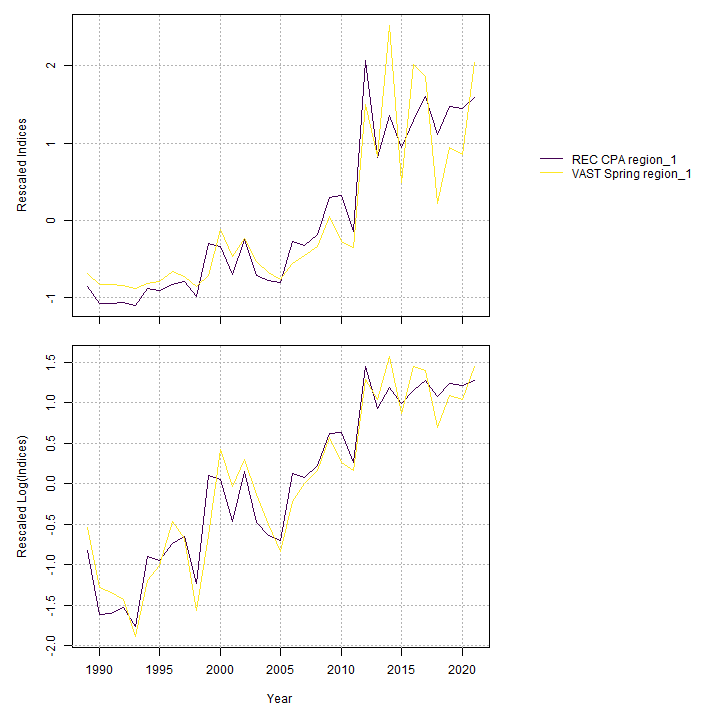 2
1
0
-1
Rescaled Indices
REC CPA region_1
VAST Spring region_1
1.5
1.0
0.5
0.0
-0.5
-1.0
-1.5
-2.0
Rescaled Log(Indices)
1990 1995 2000 2005 2010 2015 2020
Year